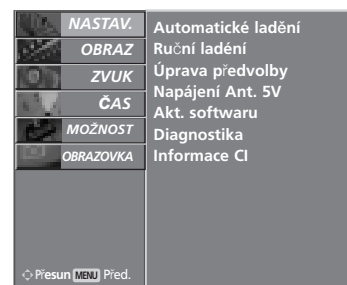 NASTAV.
OBRAZ
ZVUK
ČAS
MOŽNOST
OBRAZOVKA
Automatické ladění
Ruční ladéní
Úprava předvolby
Napájení Ant. 5V
Akt. softwaru
Diagnostika
Informace CI
Přesun MENU Před.